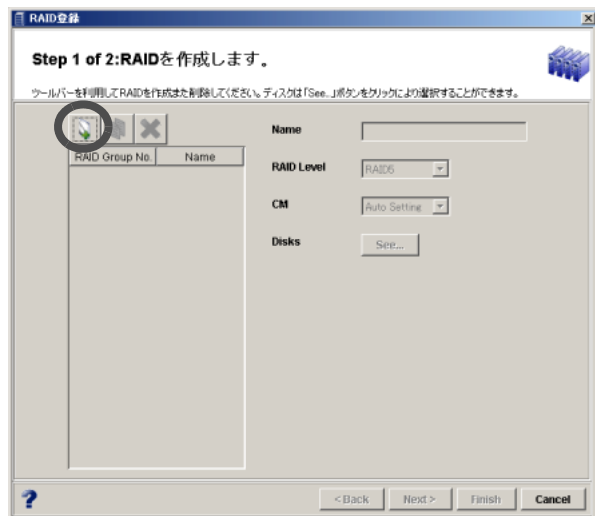 RAID登録
Step 1 of 2:RAIDを作成します。
ツールバーを利用してRAIDを作成また削除してください。ディスクは「See...」ボタンをクリックにより選択することができます。
RAID Group No.
Name
Name
RAID Level
RAID5
CM
Auto Setting
Disks
See...
?
< Back
Next >
Finish
Cancel